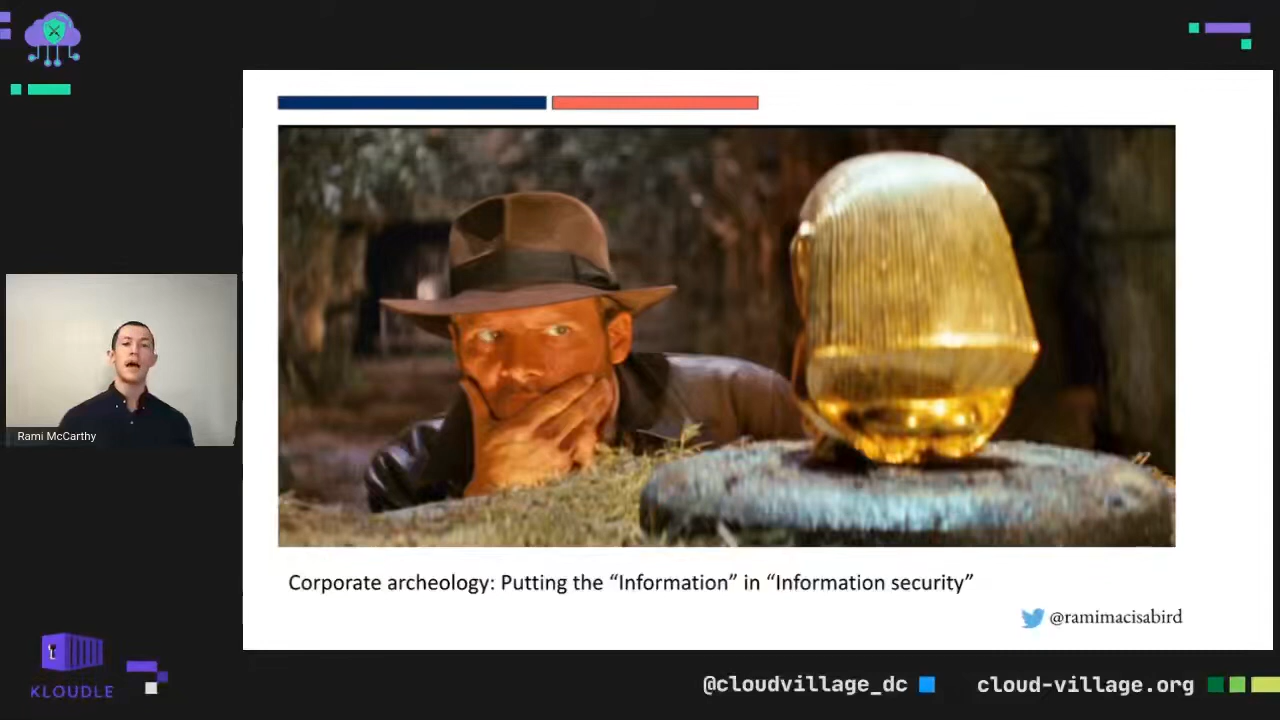 Rami McCarthy
Corporate archeology: Putting the “Information” in “Information security”
@ramimacisabird
KLOUDLE
@cloudvillage_dc
cloud-village.org